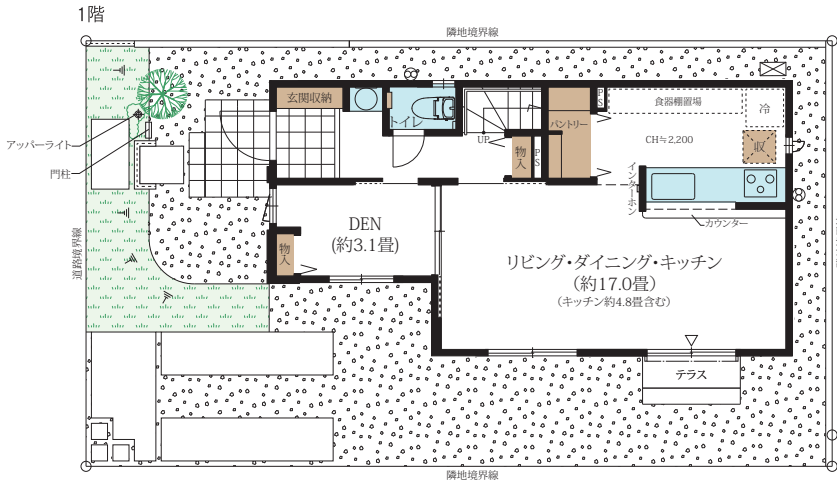 1階
隣地境界線
玄関収納
トイレ
UP
物入
PS
パントリー
PS
食器棚置場
冷
CH≒2,200
収
インターホン
カウンター
アッパーライト
門柱
道路境界線
DEN
(約3.1畳)
物入
リビング・ダイニング・キッチン
(約17.0畳)
(キッチン約4.8畳含む)
テラス
隣地境界線